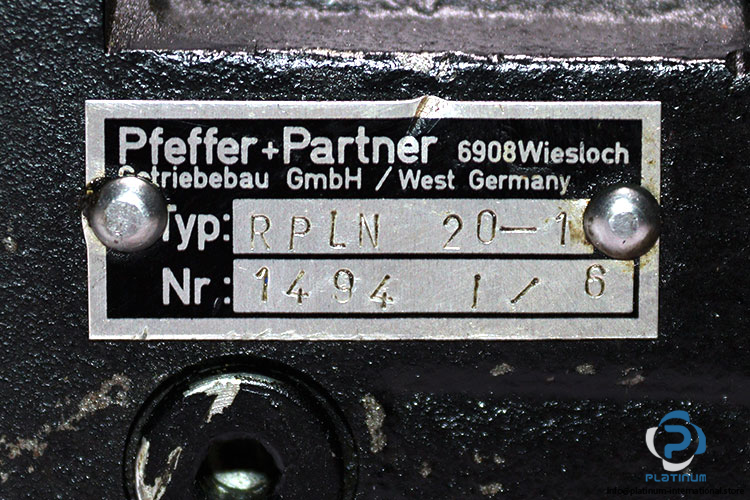 Pfeffer+Partner 6908Wiesloch
Getriebebau GmbH / West Germany
Typ: RPLN 20-1
Nr.: 1494 1 / 6
PLATINUM